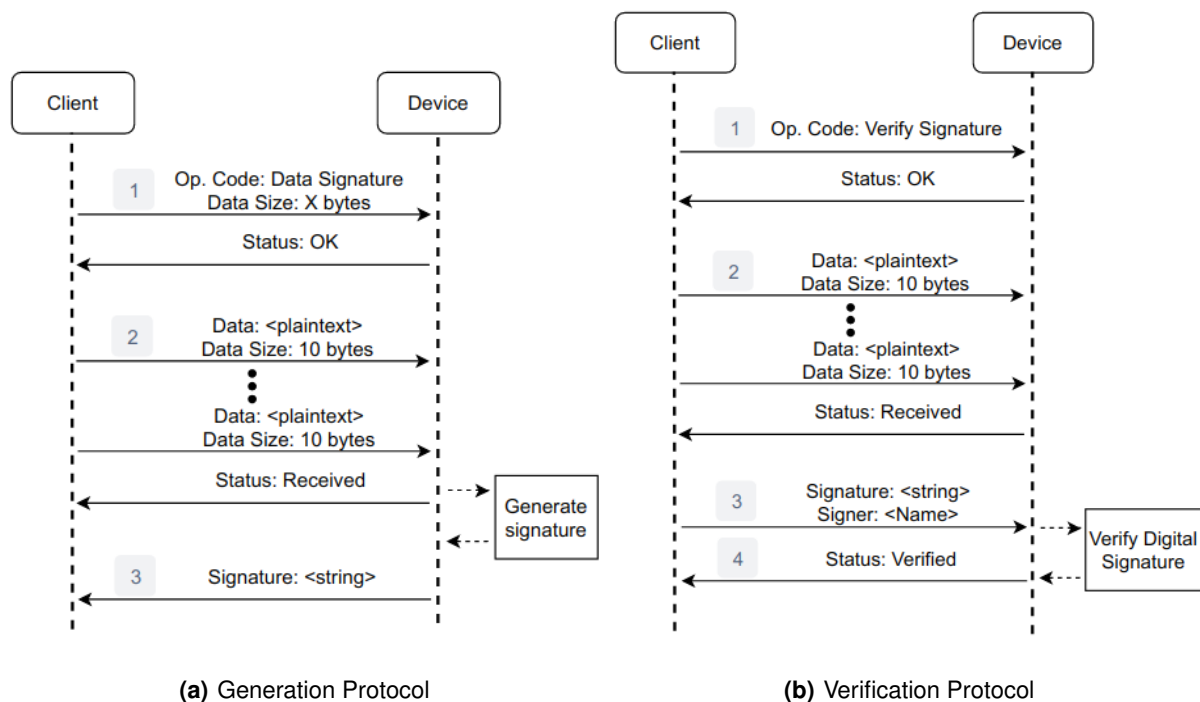 Client
Device
1
Op. Code: Data Signature
Data Size: X bytes
Status: OK
2
Data: <plaintext>
Data Size: 10 bytes
Data: <plaintext>
Data Size: 10 bytes
Status: Received
Generate
signature
3
Signature: <string>
(a) Generation Protocol
Client
Device
1
Op. Code: Verify Signature
Status: OK
2
Data: <plaintext>
Data Size: 10 bytes
Data: <plaintext>
Data Size: 10 bytes
Status: Received
3
Signature: <string>
Signer: <Name>
Verify Digital
Signature
4
Status: Verified
(b) Verification Protocol